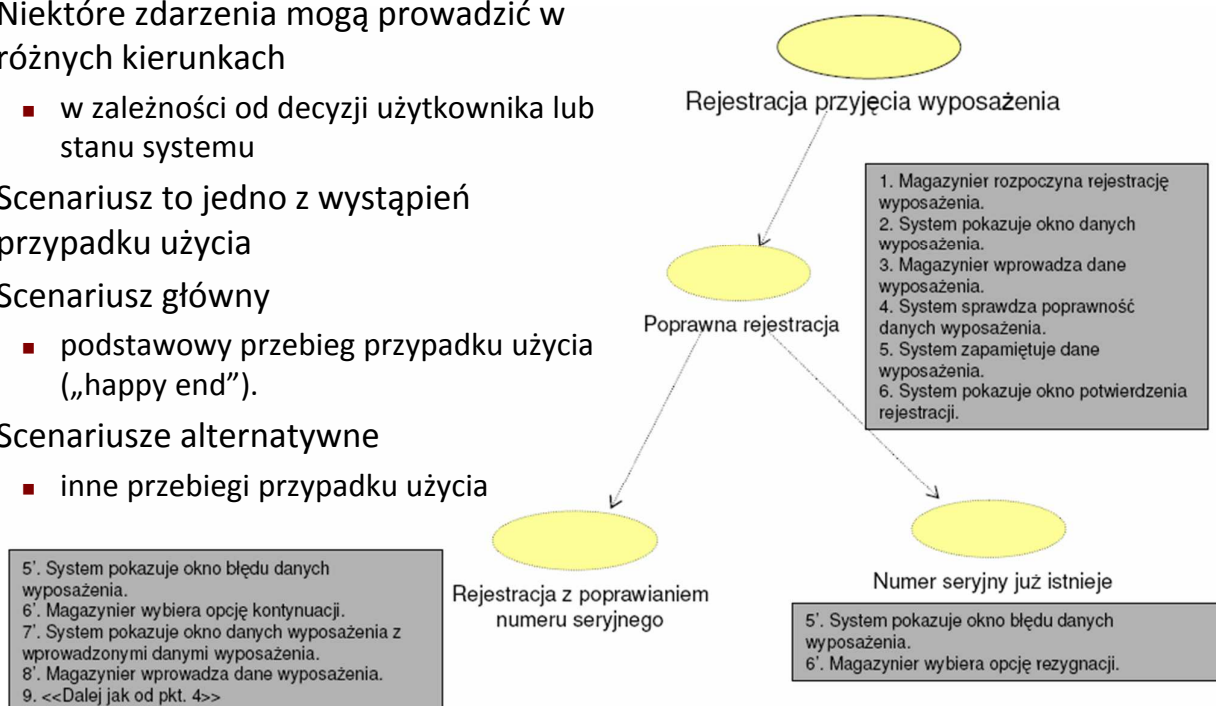 Niektóre zdarzenia mogą prowadzić w
różnych kierunkach
w zależności od decyzji użytkownika lub
stanu systemu
Scenariusz to jedno z wystąpień
przypadku użycia
Scenariusz główny
podstawowy przebieg przypadku użycia
(„happy end”).
Scenariusze alternatywne
inne przebiegi przypadku użycia
Rejestracja przyjęcia wyposażenia
1. Magazynier rozpoczyna rejestrację
wyposażenia.
2. System pokazuje okno danych
wyposażenia.
3. Magazynier wprowadza dane
wyposażenia.
4. System sprawdza poprawność
danych wyposażenia.
5. System zapamiętuje dane
wyposażenia.
6. System pokazuje okno potwierdzenia
rejestracji.
Poprawna rejestracja
5’. System pokazuje okno błędu danych
wyposażenia.
6’. Magazynier wybiera opcję kontynuacji.
7’. System pokazuje okno danych wyposażenia z
wprowadzonymi danymi wyposażenia.
8’. Magazynier wprowadza dane wyposażenia.
9. <<Dalej jak od pkt. 4>>
Rejestracja z poprawianiem
numeru seryjnego
Numer seryjny już istnieje
5’. System pokazuje okno błędu danych
wyposażenia.
6’. Magazynier wybiera opcję rezygnacji.